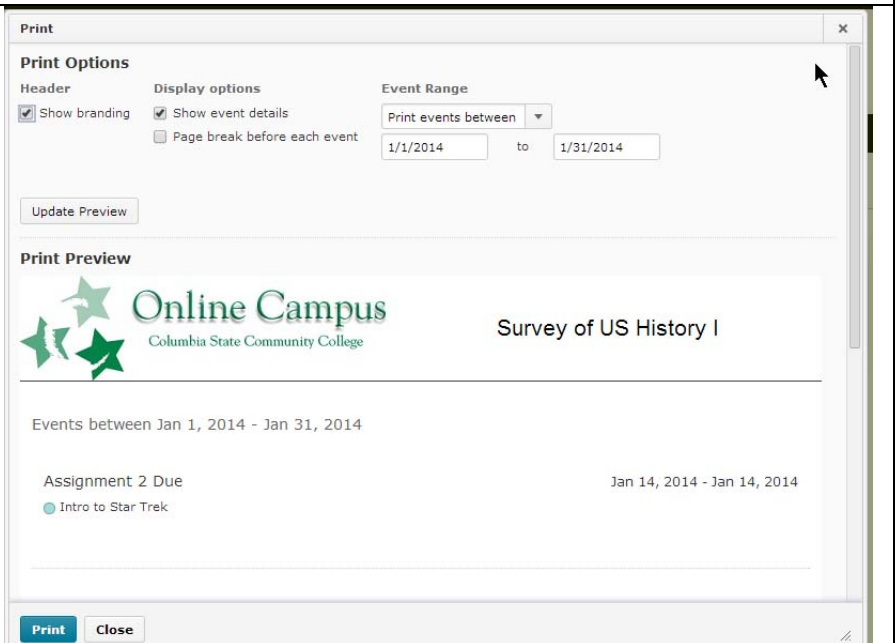 Print
Print Options
Header Display options Event Range
Show branding Show event details Print events between
Page break before each event
1/1/2014 to 1/31/2014
Update Preview
Print Preview
Online Campus
Columbia State Community College
Survey of US History I
Events between Jan 1, 2014 - Jan 31, 2014
Assignment 2 Due Jan 14, 2014 - Jan 14, 2014
Intro to Star Trek
Print Close